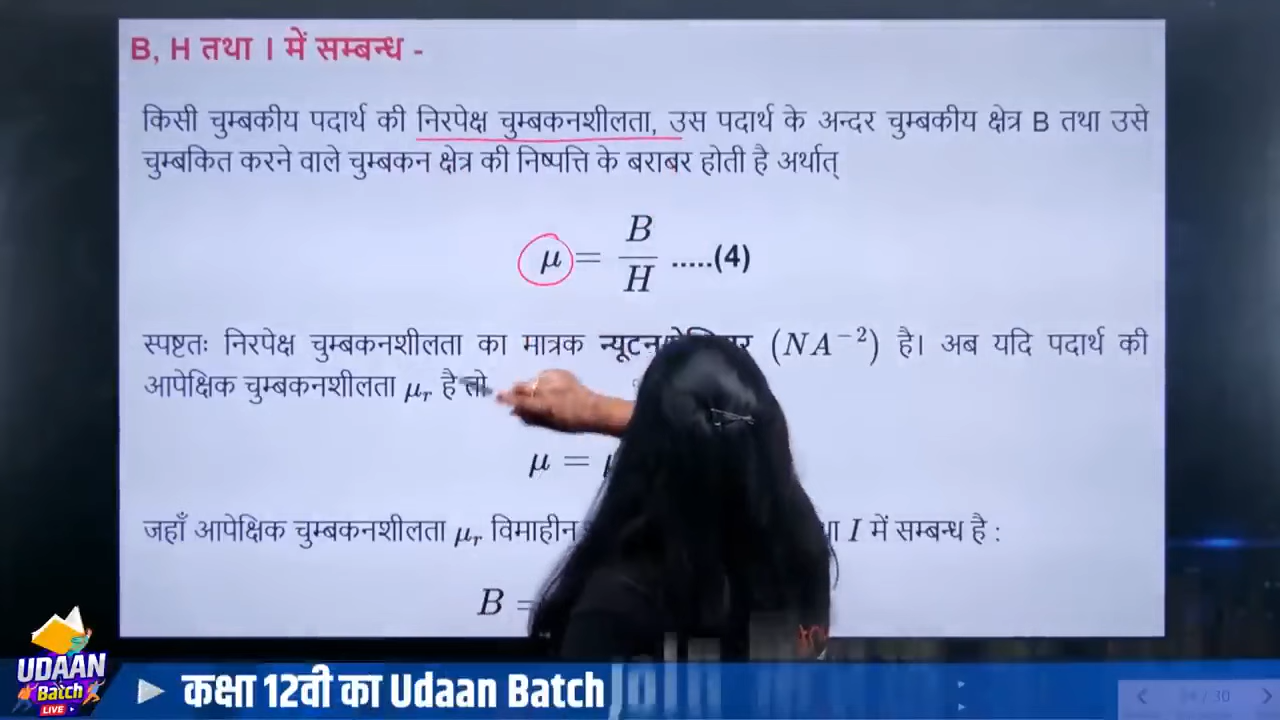 B, H तथा I में सम्बन्ध -
किसी चुम्बकीय पदार्थ की निरपेक्ष चुम्बकनशीलता, उस पदार्थ के अन्दर चुम्बकीय क्षेत्र B तथा उसे
चुम्बकित करने वाले चुम्बकन क्षेत्र की निष्पत्ति के बराबर होती है अर्थात्
μ = B/H .....(4)
स्पष्टतः निरपेक्ष चुम्बकनशीलता का मात्रक (NA⁻²) है। अब यदि पदार्थ की
आपेक्षिक चुम्बकनशीलता μᵣ है तो
μ =
जहाँ आपेक्षिक चुम्बकनशीलता μᵣ विमाहीन I में सम्बन्ध है :
B =
UDAAN
Batch
LIVE
कक्षा 12वी का Udaan Batch Join
30